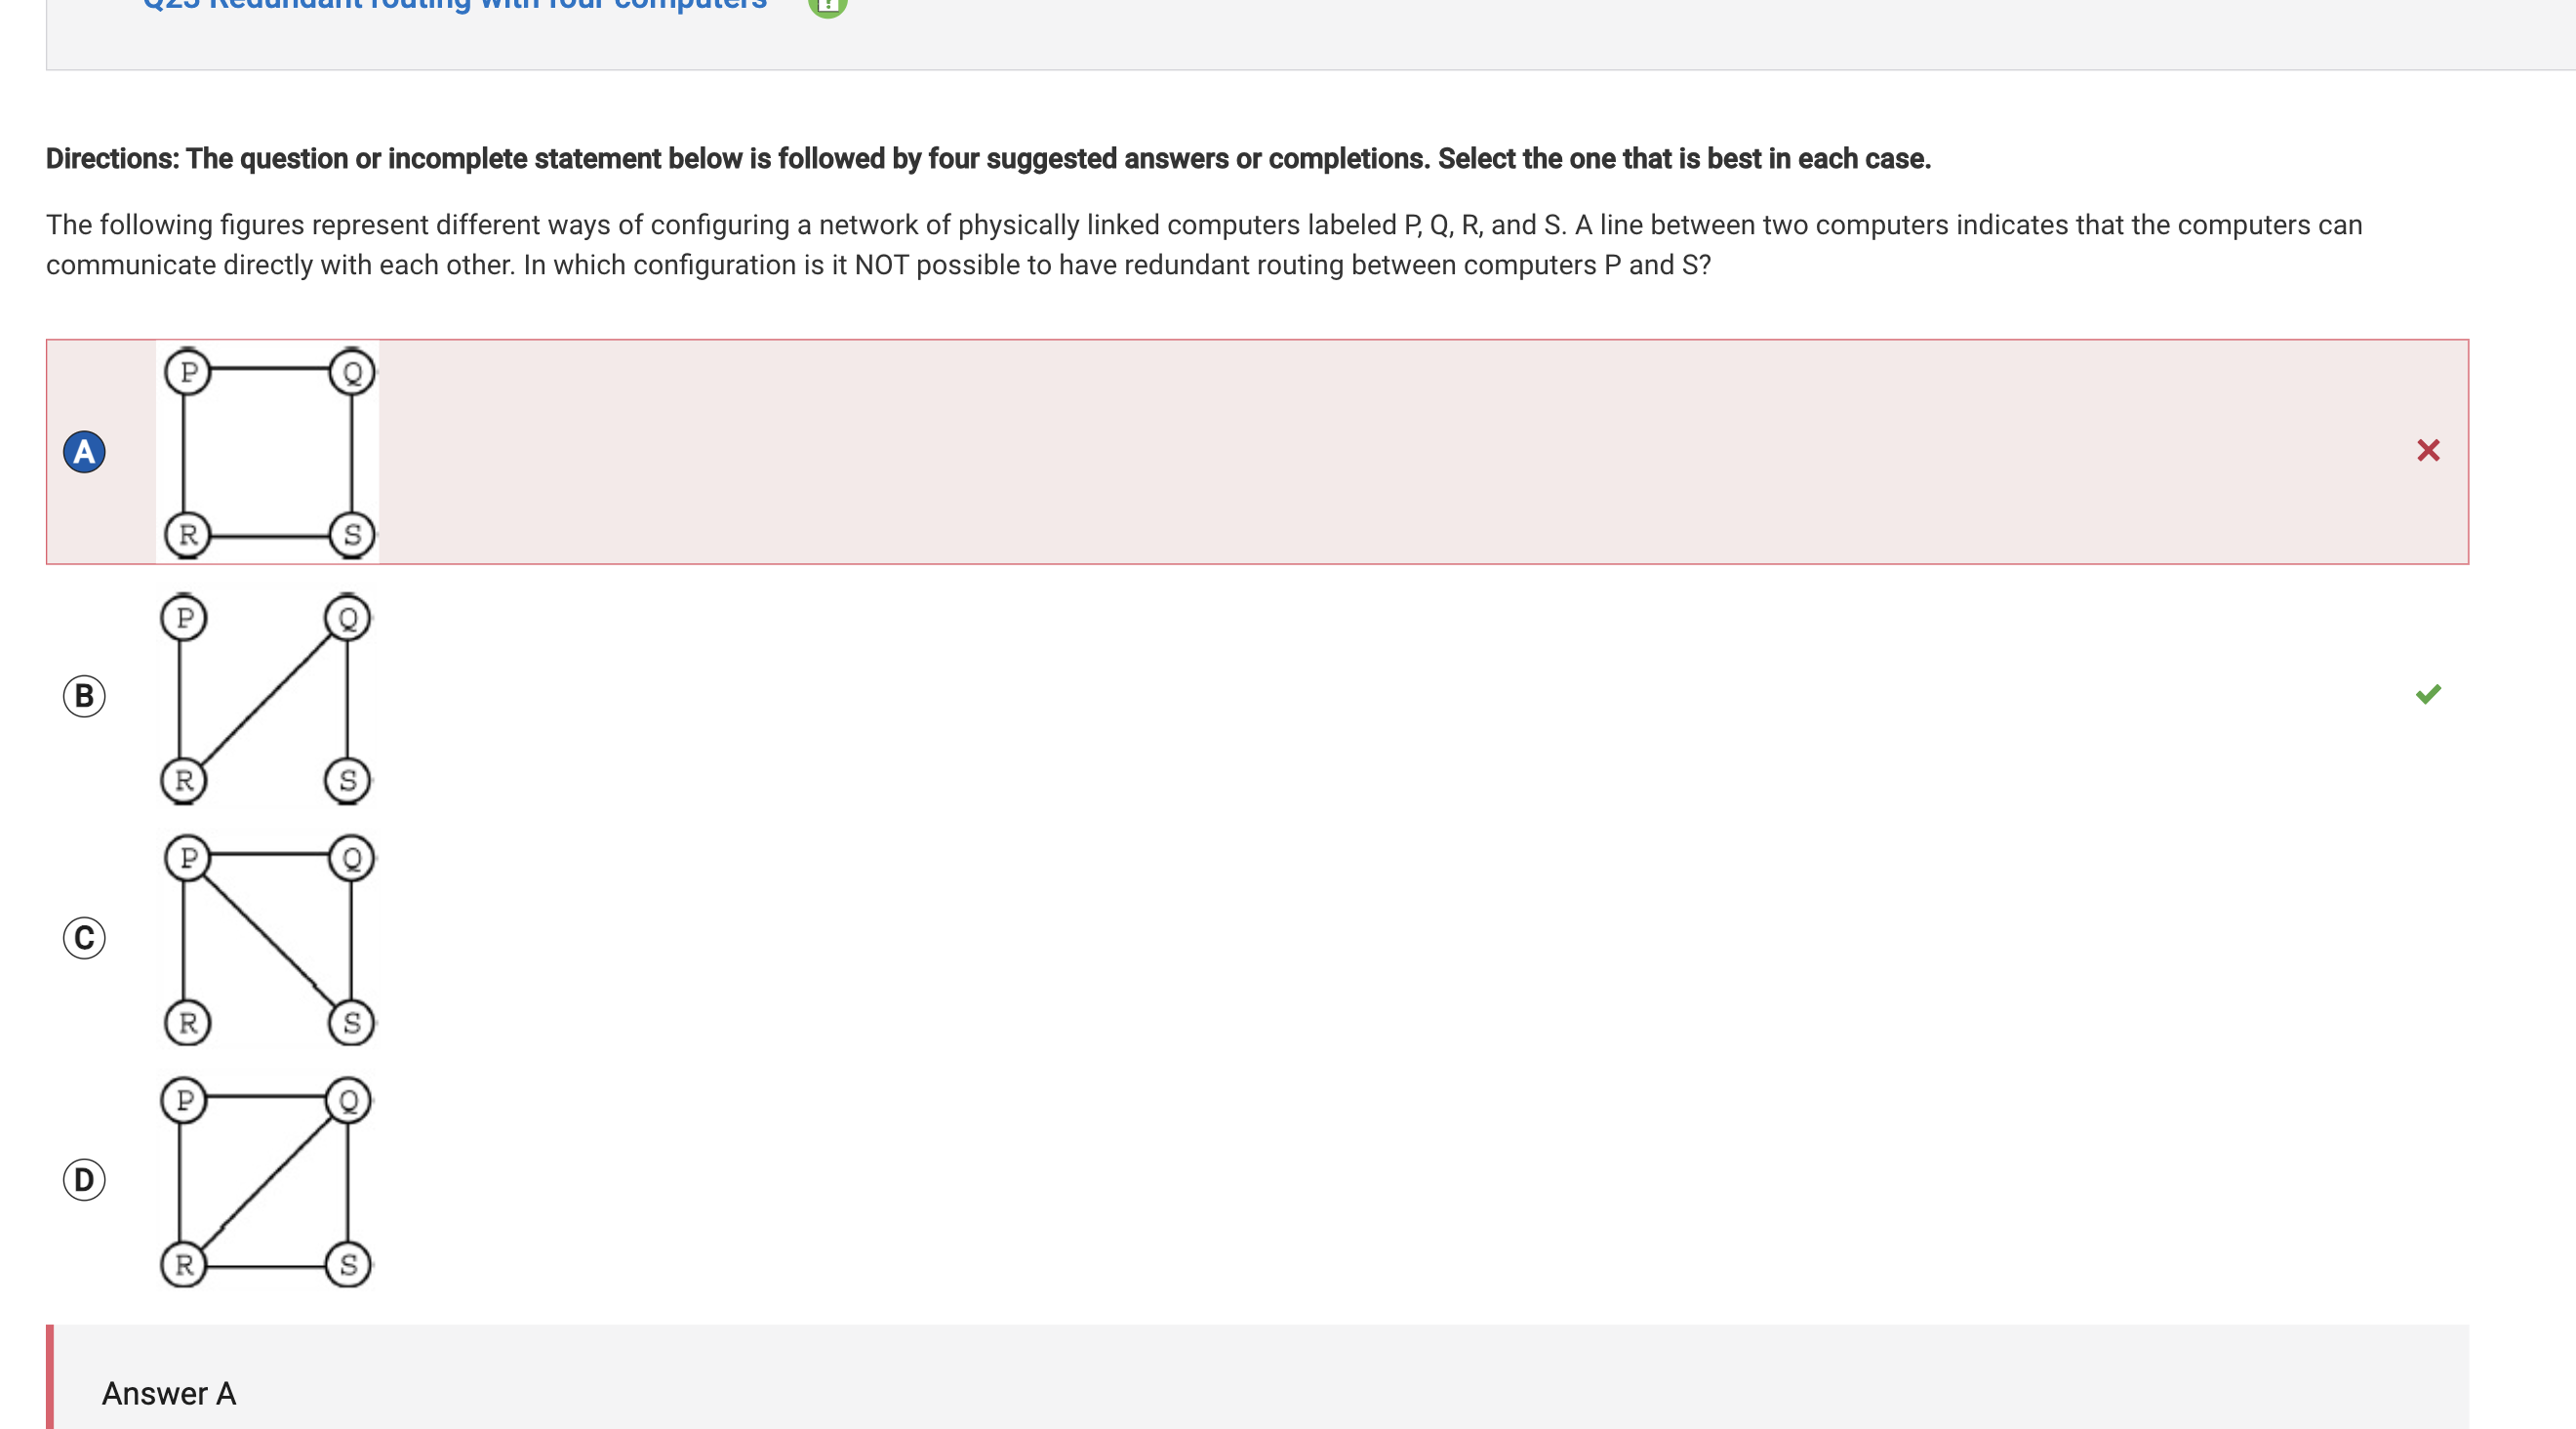 Q23 Redundant routing with four computers
Directions: The question or incomplete statement below is followed by four suggested answers or completions. Select the one that is best in each case.
The following figures represent different ways of configuring a network of physically linked computers labeled P, Q, R, and S. A line between two computers indicates that the computers can
communicate directly with each other. In which configuration is it NOT possible to have redundant routing between computers P and S?
P Q
A
R S
P Q
B
R S
P Q
C
R S
P Q
D
R S
Answer A